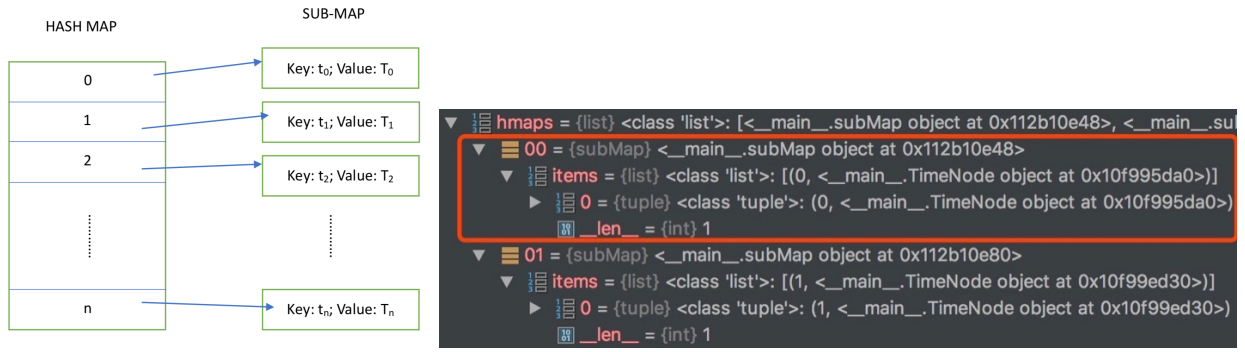 HASH MAP
SUB-MAP
0
Key: t₀; Value: T₀
1
Key: t₁; Value: T₁
2
Key: t₂; Value: T₂
n
Key: tₙ; Value: Tₙ
hmaps = {list} <class 'list'>: [<__main__.subMap object at 0x112b10e48>, <__main__.sul
00 = {subMap} <__main__.subMap object at 0x112b10e48>
items = {list} <class 'list'>: [(0, <__main__.TimeNode object at 0x10f995da0>)]
0 = {tuple} <class 'tuple'>: (0, <__main__.TimeNode object at 0x10f995da0>)
__len__ = {int} 1
01 = {subMap} <__main__.subMap object at 0x112b10e80>
items = {list} <class 'list'>: [(1, <__main__.TimeNode object at 0x10f99ed30>)]
0 = {tuple} <class 'tuple'>: (1, <__main__.TimeNode object at 0x10f99ed30>)
__len__ = {int} 1